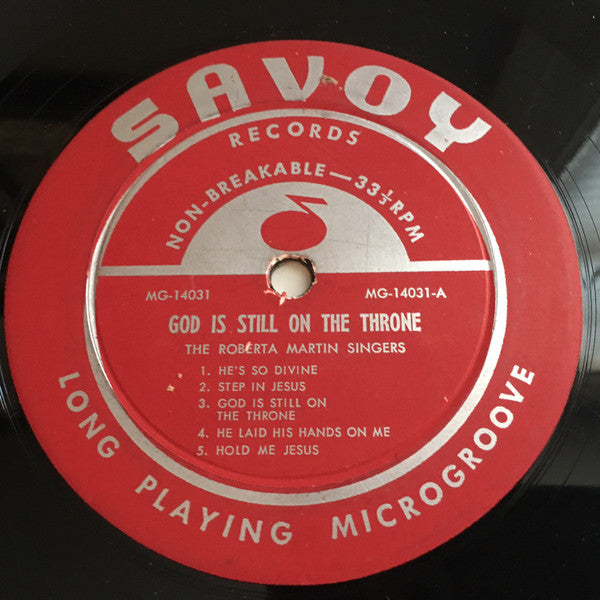 SAVOY
RECORDS
NON-BREAKABLE—33⅓RPM
MG-14031 MG-14031-A
GOD IS STILL ON THE THRONE
THE ROBERTA MARTIN SINGERS
1. HE'S SO DIVINE
2. STEP IN JESUS
3. GOD IS STILL ON
THE THRONE
4. HE LAID HIS HANDS ON ME
5. HOLD ME JESUS
LONG PLAYING MICROGROOVE